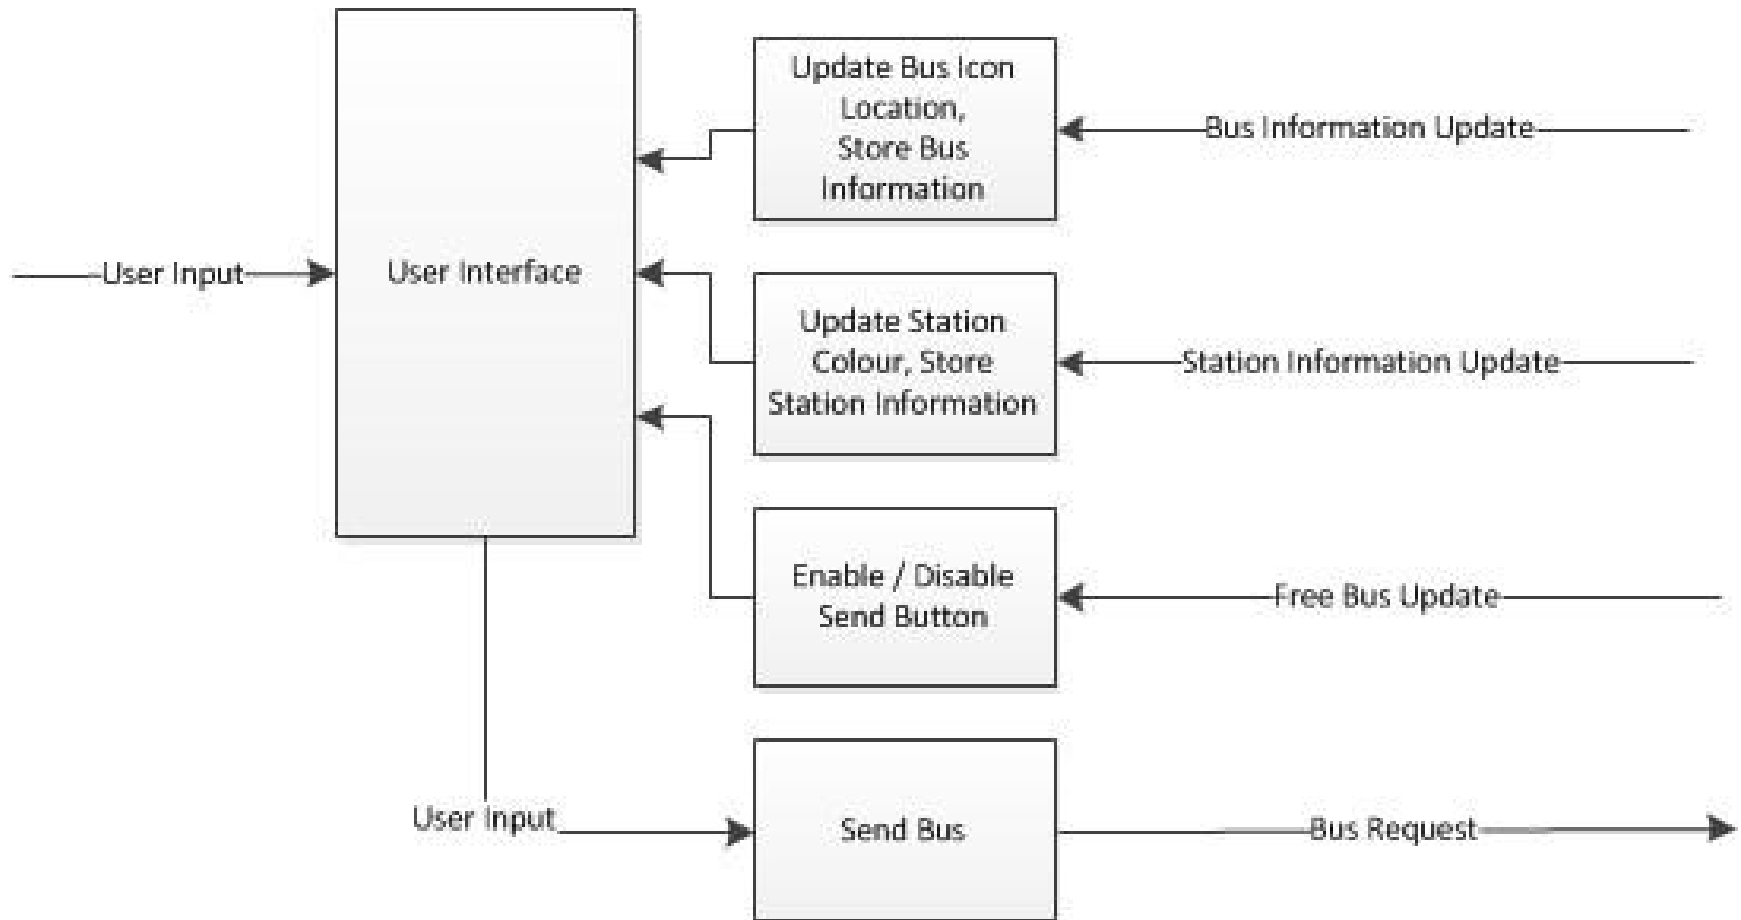 Update Bus Icon
Location,
Store Bus
Information
Bus Information Update
User Input
User Interface
Update Station
Colour, Store
Station Information
Station Information Update
Enable / Disable
Send Button
Free Bus Update
User Input
Send Bus
Bus Request